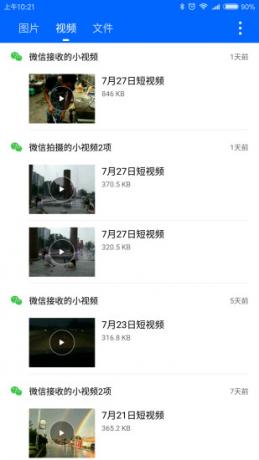 上午10:21
90%
图片 视频 文件
微信接收的小视频
1天前
7月27日短视频
846 KB
微信拍摄的小视频2项
1天前
7月27日短视频
370.5 KB
7月27日短视频
320.5 KB
微信接收的小视频
5天前
7月23日短视频
316.8 KB
微信接收的小视频2项
7天前
7月21日短视频
365.2 KB